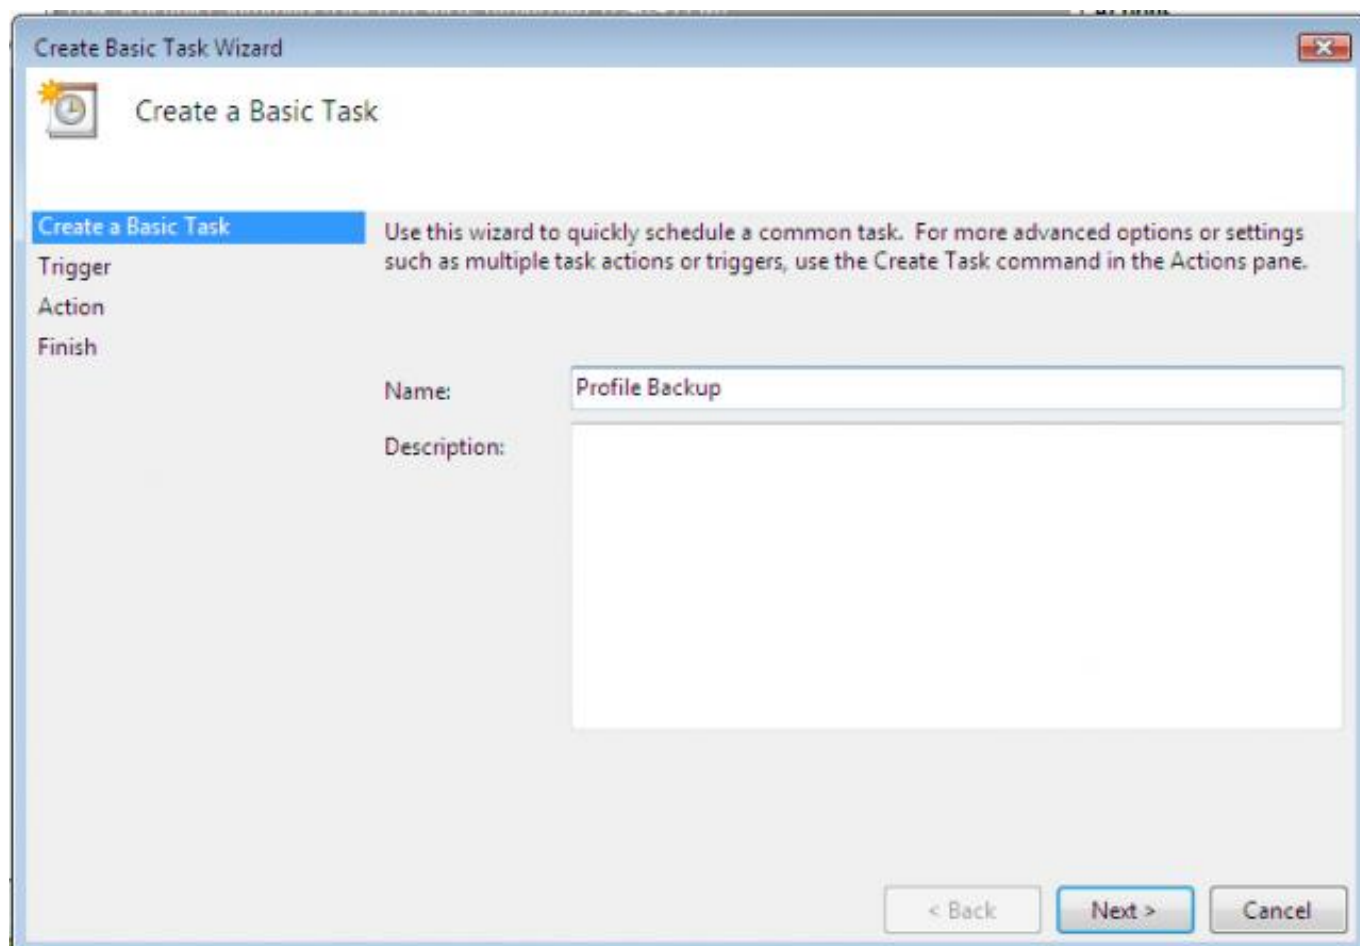 Create Basic Task Wizard
Create a Basic Task
Create a Basic Task
Trigger
Action
Finish
Use this wizard to quickly schedule a common task. For more advanced options or settings
such as multiple task actions or triggers, use the Create Task command in the Actions pane.
Name:
Profile Backup
Description:
< Back
Next >
Cancel